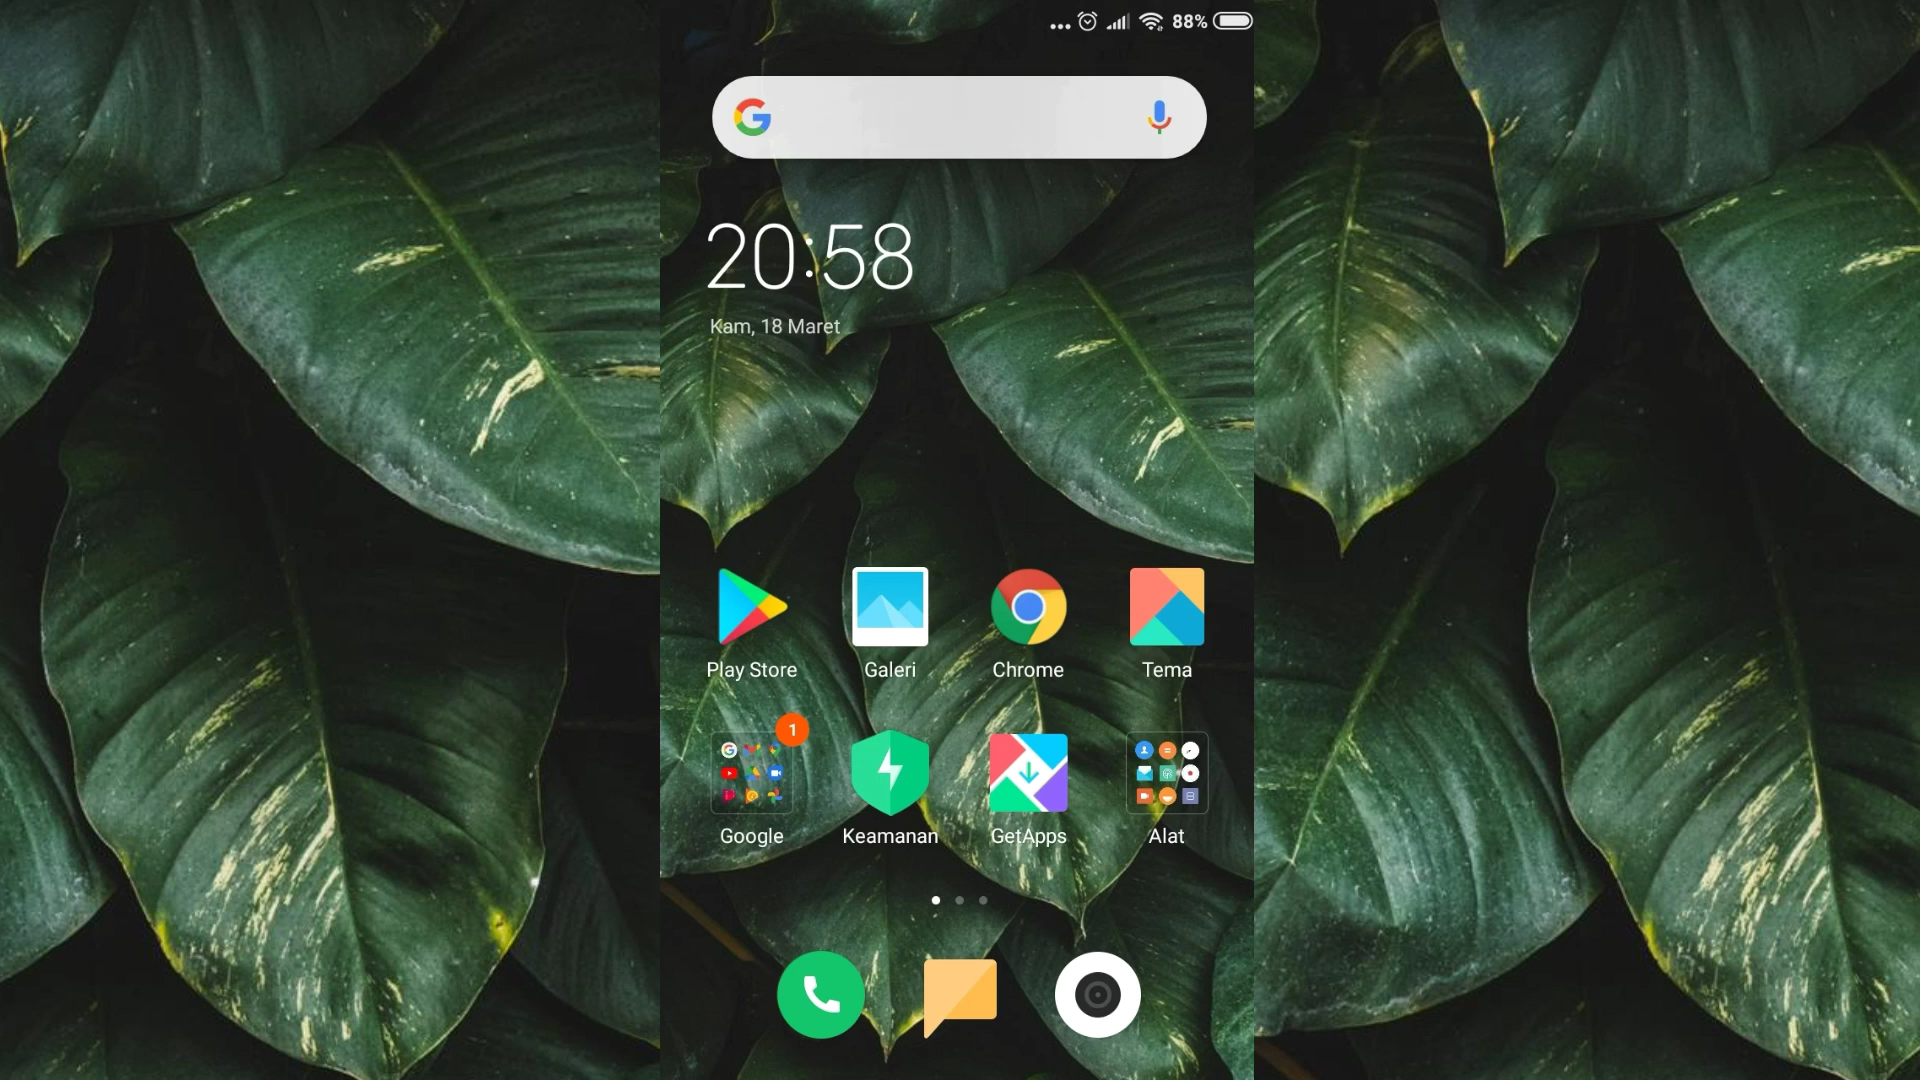 88%
20:58
Kam, 18 Maret
Play Store
Galeri
Chrome
Tema
1
Google
Keamanan
GetApps
Alat